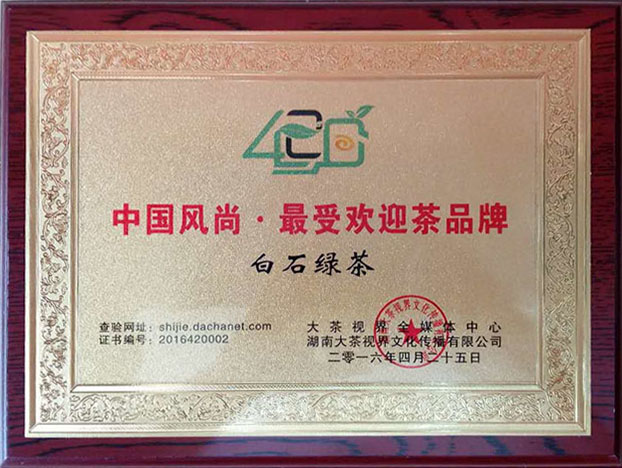 中国风尚·最受欢迎茶品牌
白石绿茶
查验网址：shijie.dachanet.com
证书编号：2016420002
大茶视界全媒体中心
湖南大茶视界文化传播有限公司
二零一六年四月二十五日